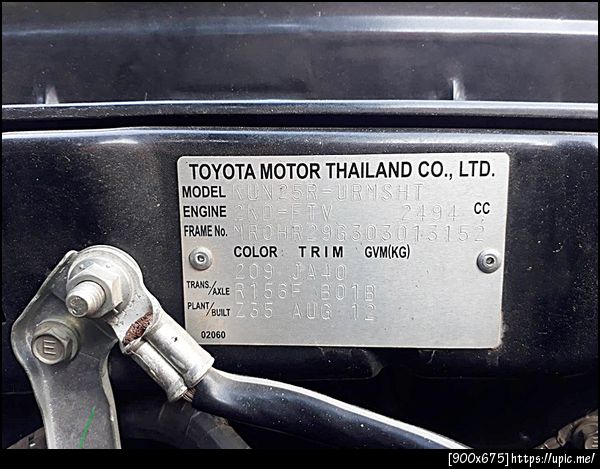 TOYOTA MOTOR THAILAND CO., LTD.
MODEL KUN25R-URMSHT
ENGINE 2KD-FTV 2494 CC
FRAME No. MR0HR29G303013152
COLOR TRIM GVM(KG)
209 JA40
TRANS./AXLE R156F B01B
PLANT/BUILT Z35 AUG 12
02060
E
[900x675]https://upic.me/